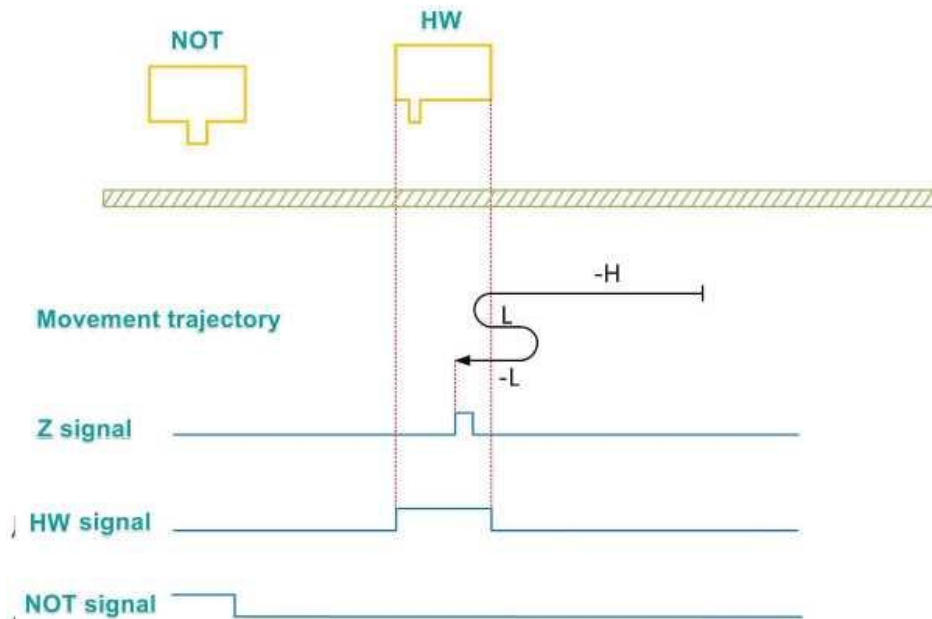 HW
NOT
-H
L
Movement trajectory
-L
Z signal
HW signal
NOT signal